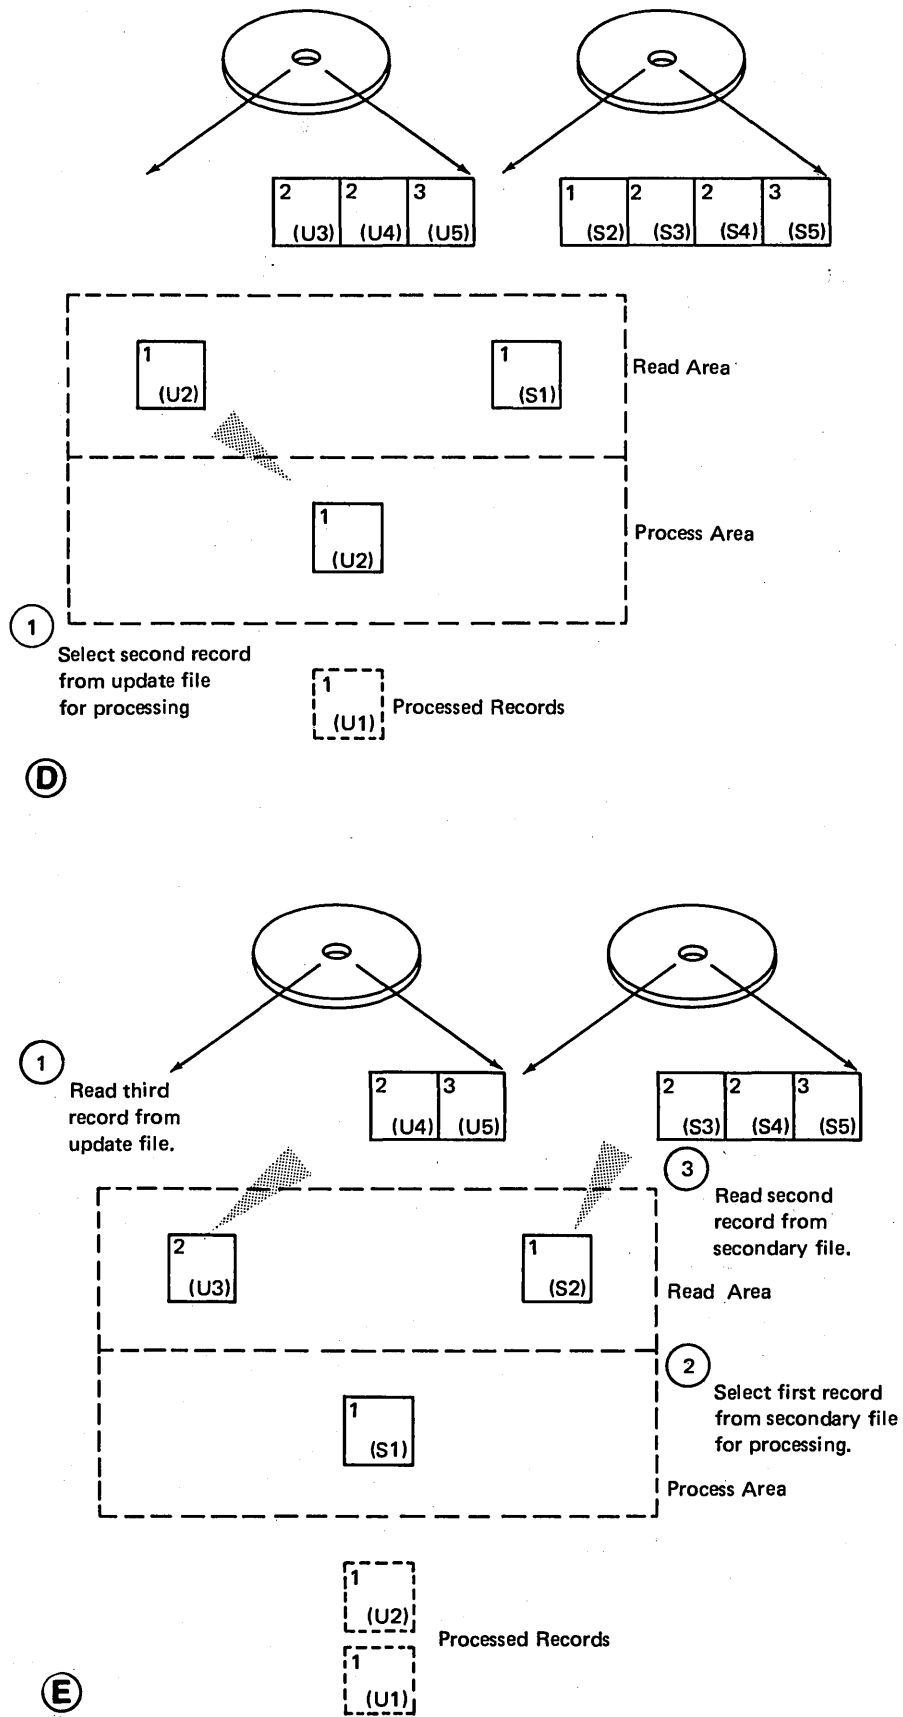 2 2 3
(U3) (U4) (U5)
1 2 2 3
(S2) (S3) (S4) (S5)
1
(U2)
1
(S1)
Read Area
1
(U2)
Process Area
1
Select second record
from update file
for processing
1
(U1)
Processed Records
D
1
Read third
record from
update file.
2 3
(U4) (U5)
2 2 3
(S3) (S4) (S5)
3
Read second
record from
secondary file.
2
(U3)
1
(S2)
Read Area
2
Select first record
from secondary file
for processing.
1
(S1)
Process Area
1
(U2)
Processed Records
1
(U1)
E